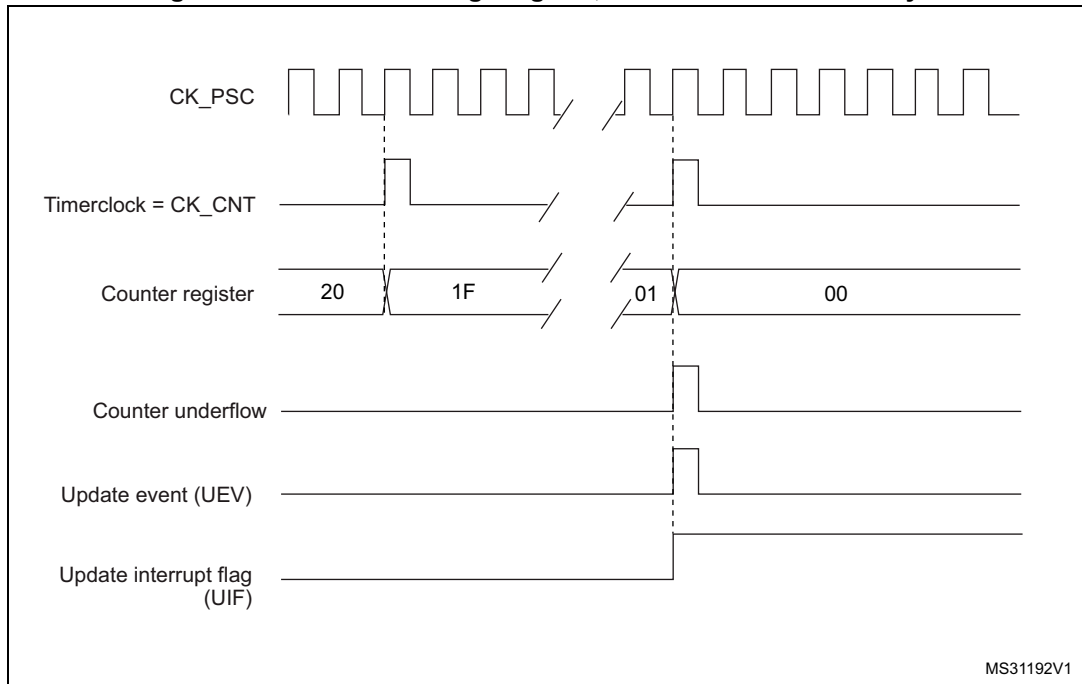 CK_PSC
Timerclock = CK_CNT
Counter register
20
1F
01
00
Counter underflow
Update event (UEV)
Update interrupt flag
(UIF)
MS31192V1